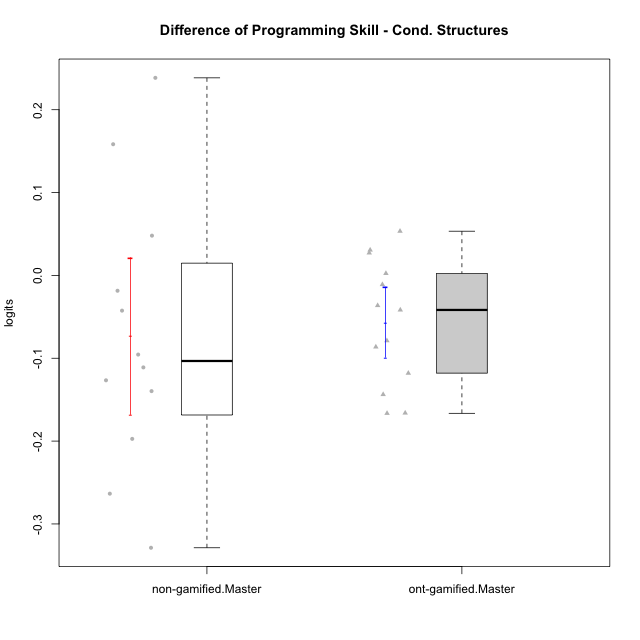 Difference of Programming Skill - Cond. Structures
logits
0.2
0.1
0.0
-0.1
-0.2
-0.3
non-gamified.Master
ont-gamified.Master